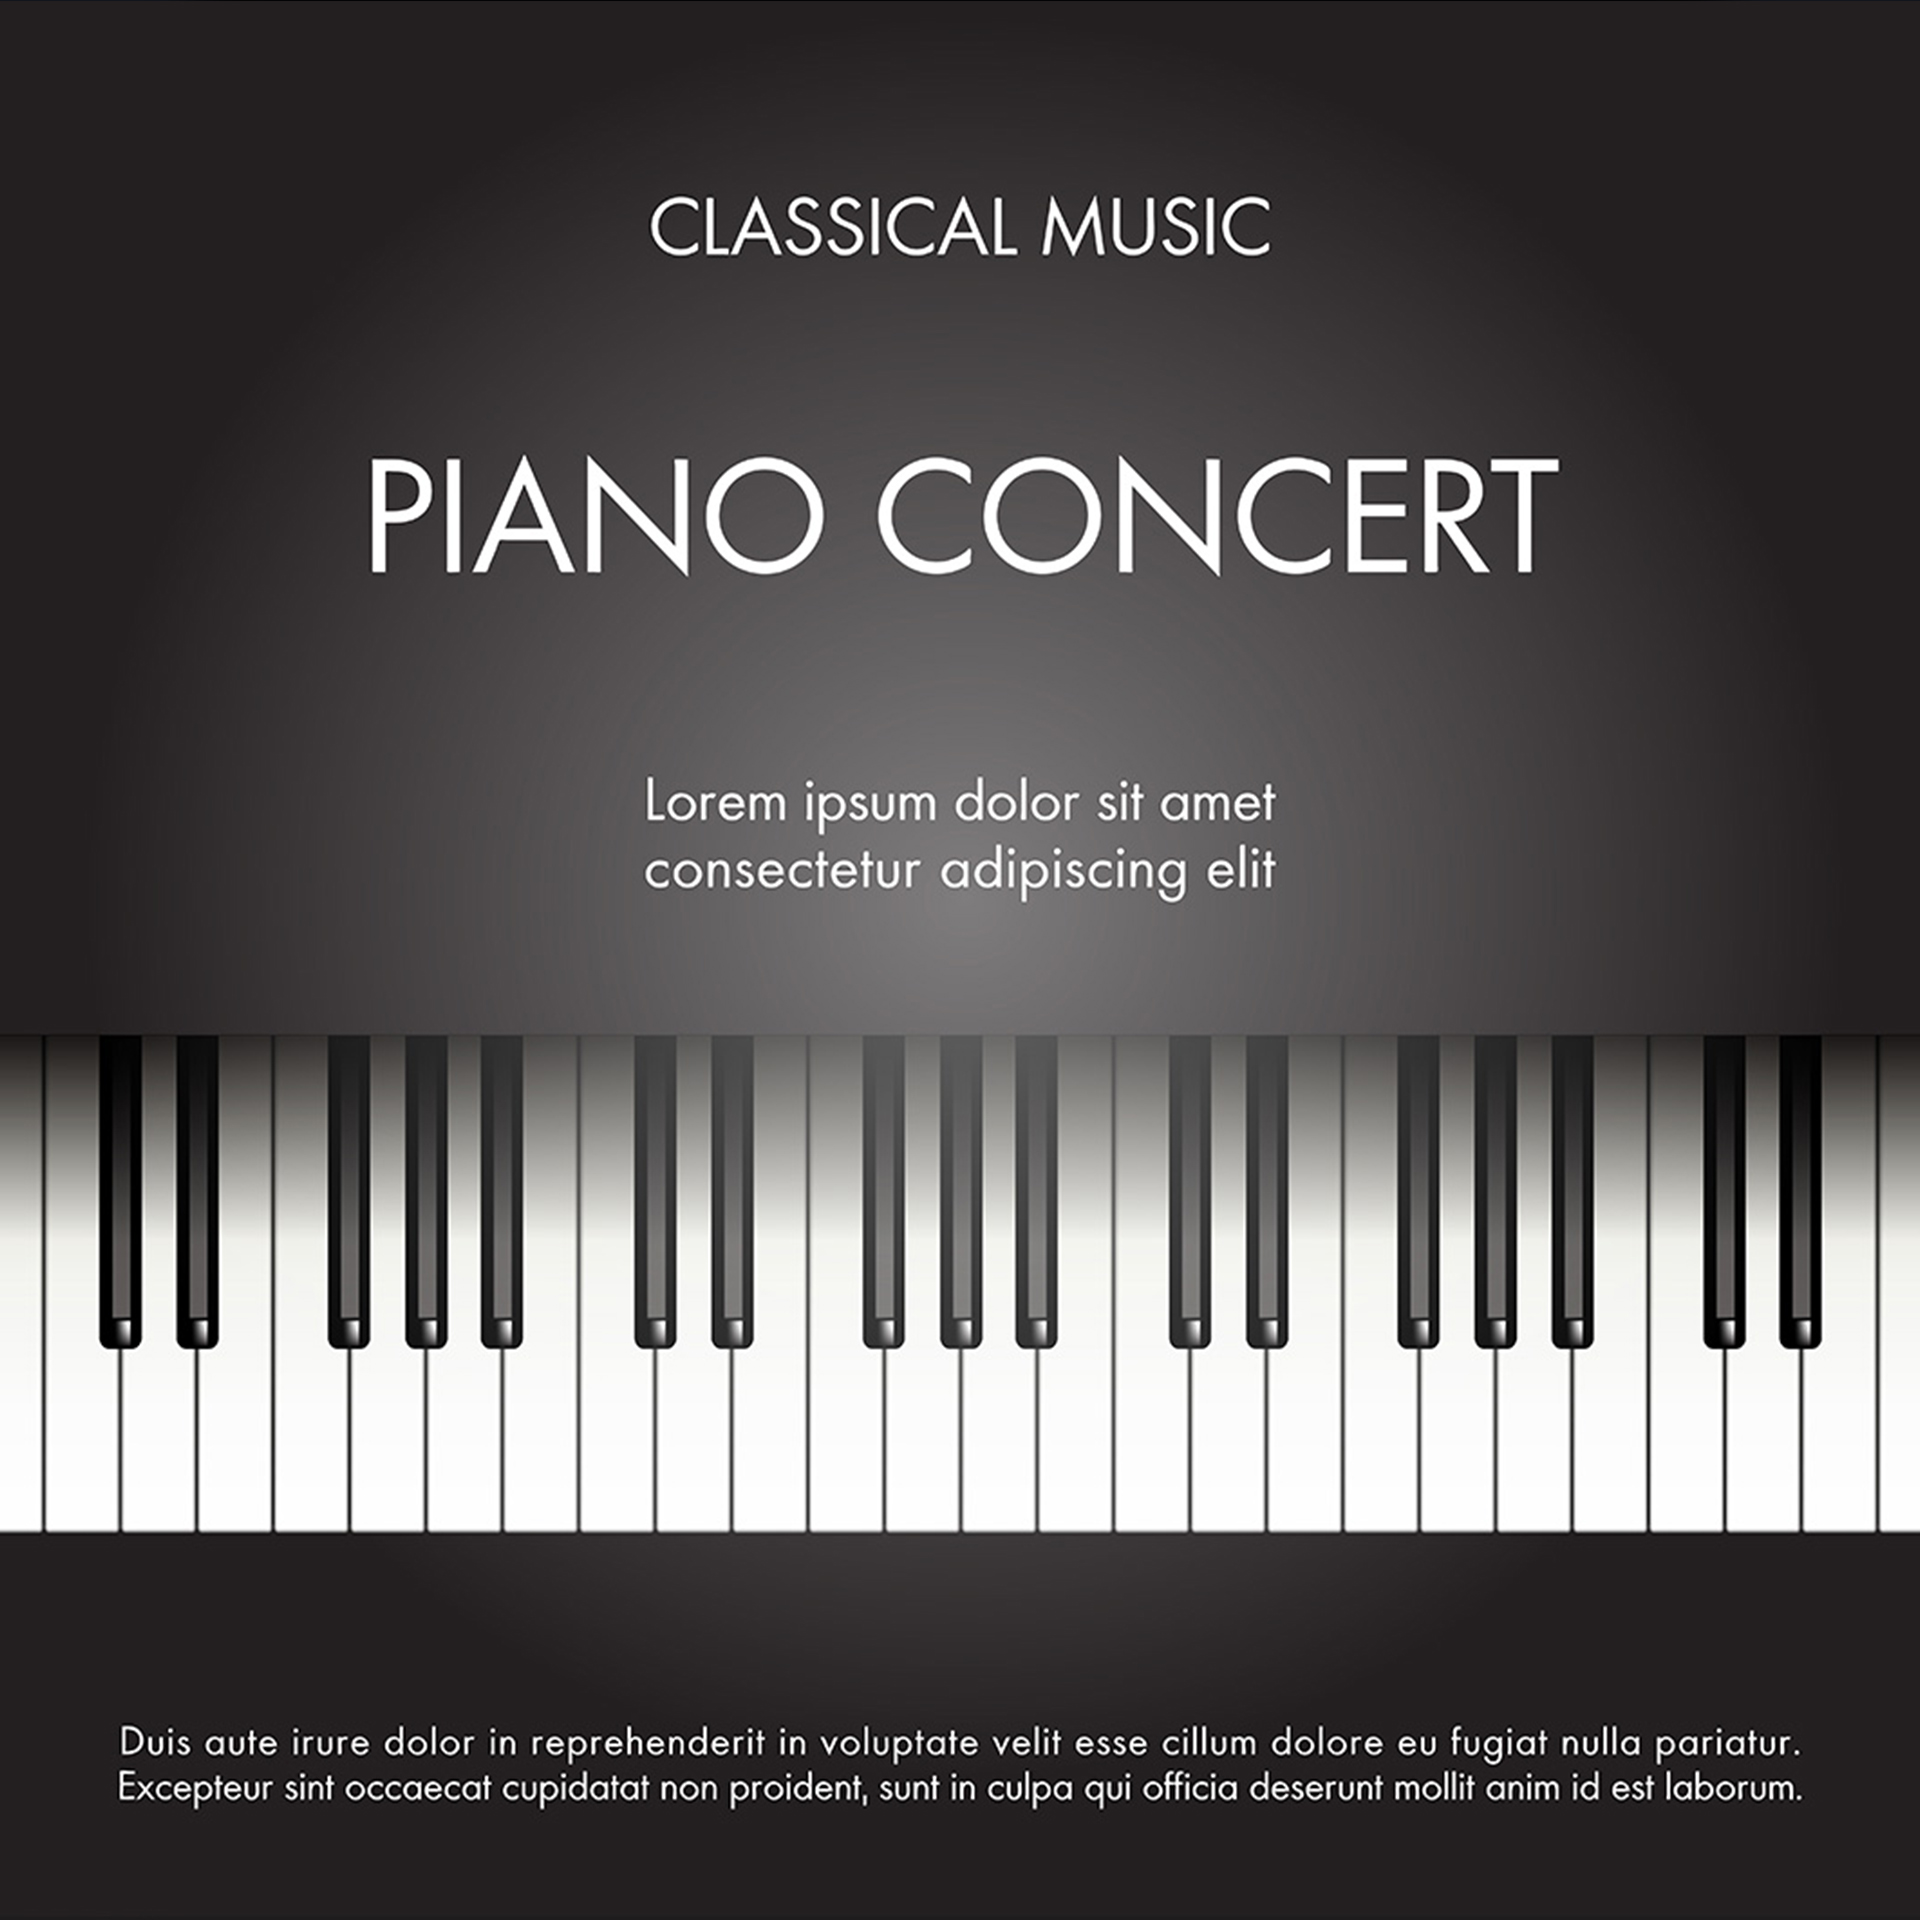 CLASSICAL MUSIC
PIANO CONCERT
Lorem ipsum dolor sit amet
consectetur adipiscing elit
Duis aute irure dolor in reprehenderit in voluptate velit esse cillum dolore eu fugiat nulla pariatur.
Excepteur sint occaecat cupidatat non proident, sunt in culpa qui officia deserunt mollit anim id est laborum.